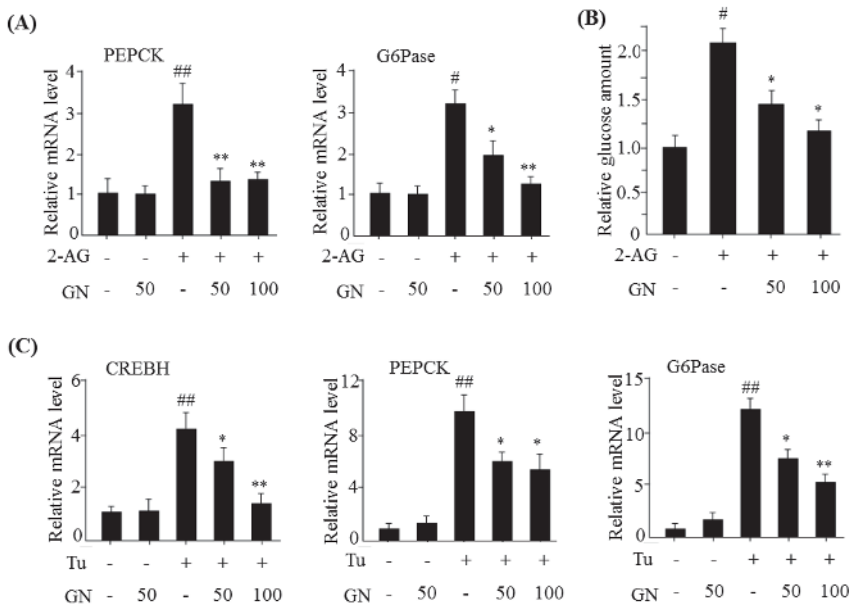 (A)
PEPCK
Relative mRNA level
4
3
2
1
0
##
**
**
2-AG - - + + +
GN - 50 - 50 100
G6Pase
Relative mRNA level
4
3
2
1
0
#
*
**
2-AG - - + + +
GN - 50 - 50 100
(B)
Relative glucose amount
2.0
1.5
1.0
0.5
0
#
*
*
2-AG - + + +
GN - - 50 100
(C)
CREBH
Relative mRNA level
6
4
2
0
##
*
**
Tu - - + + +
GN - 50 - 50 100
PEPCK
Relative mRNA level
12
8
4
0
##
*
*
Tu - - + + +
GN - 50 - 50 100
G6Pase
Relative mRNA level
15
10
5
0
##
*
**
Tu - - + + +
GN - 50 - 50 100